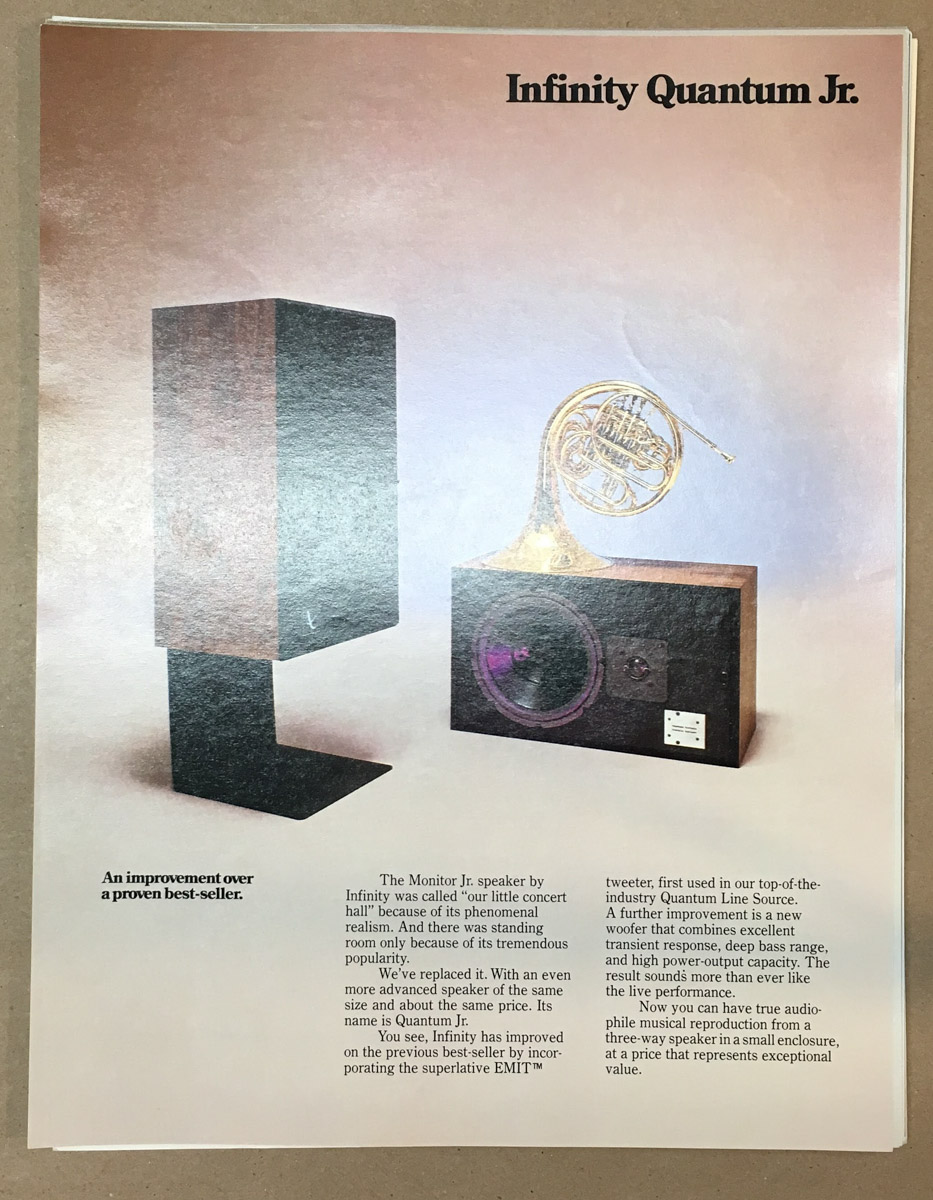 Infinity Quantum Jr.
An improvement over
a proven best-seller.
The Monitor Jr. speaker by
Infinity was called “our little concert
hall” because of its phenomenal
realism. And there was standing
room only because of its tremendous
popularity.
We’ve replaced it. With an even
more advanced speaker of the same
size and about the same price. Its
name is Quantum Jr.
You see, Infinity has improved
on the previous best-seller by incor-
porating the superlative EMIT™
tweeter, first used in our top-of-the-
industry Quantum Line Source.
A further improvement is a new
woofer that combines excellent
transient response, deep bass range,
and high power-output capacity. The
result sounds more than ever like
the live performance.
Now you can have true audio-
phile musical reproduction from a
three-way speaker in a small enclosure,
at a price that represents exceptional
value.